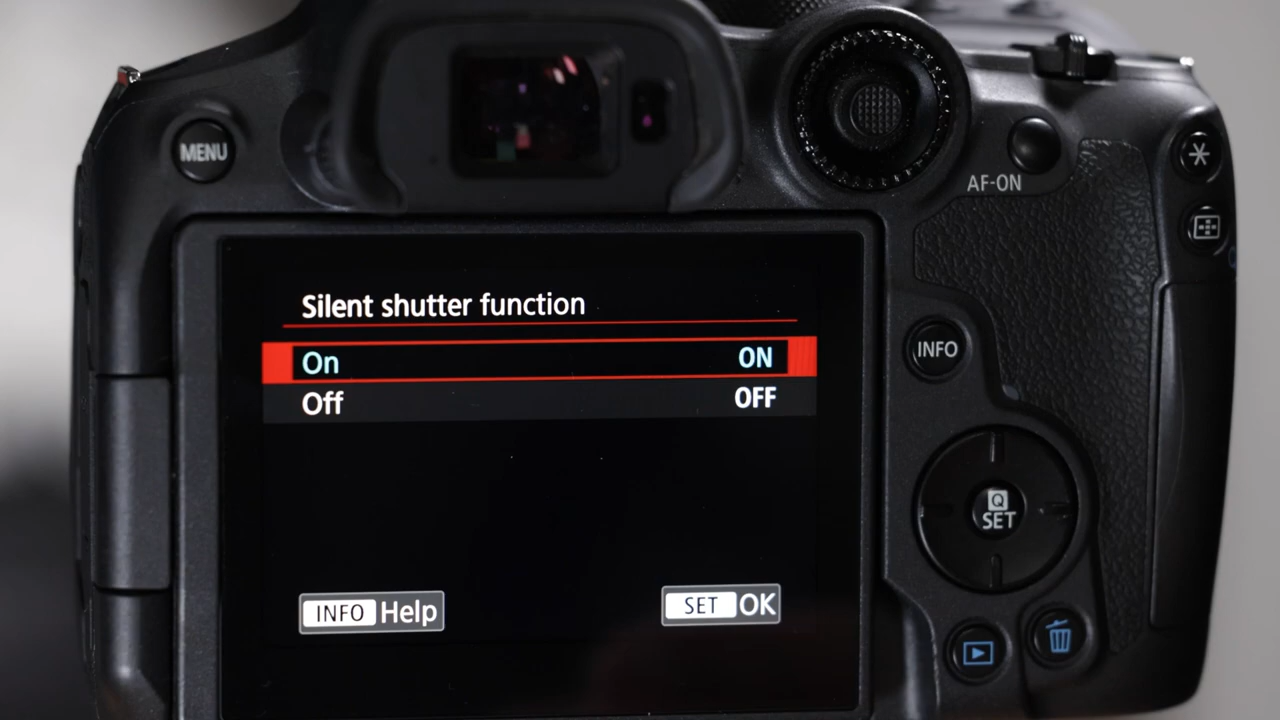 MENU
AF-ON
Silent shutter function
On ON
Off OFF
INFO
Q
SET
INFO Help
SET OK